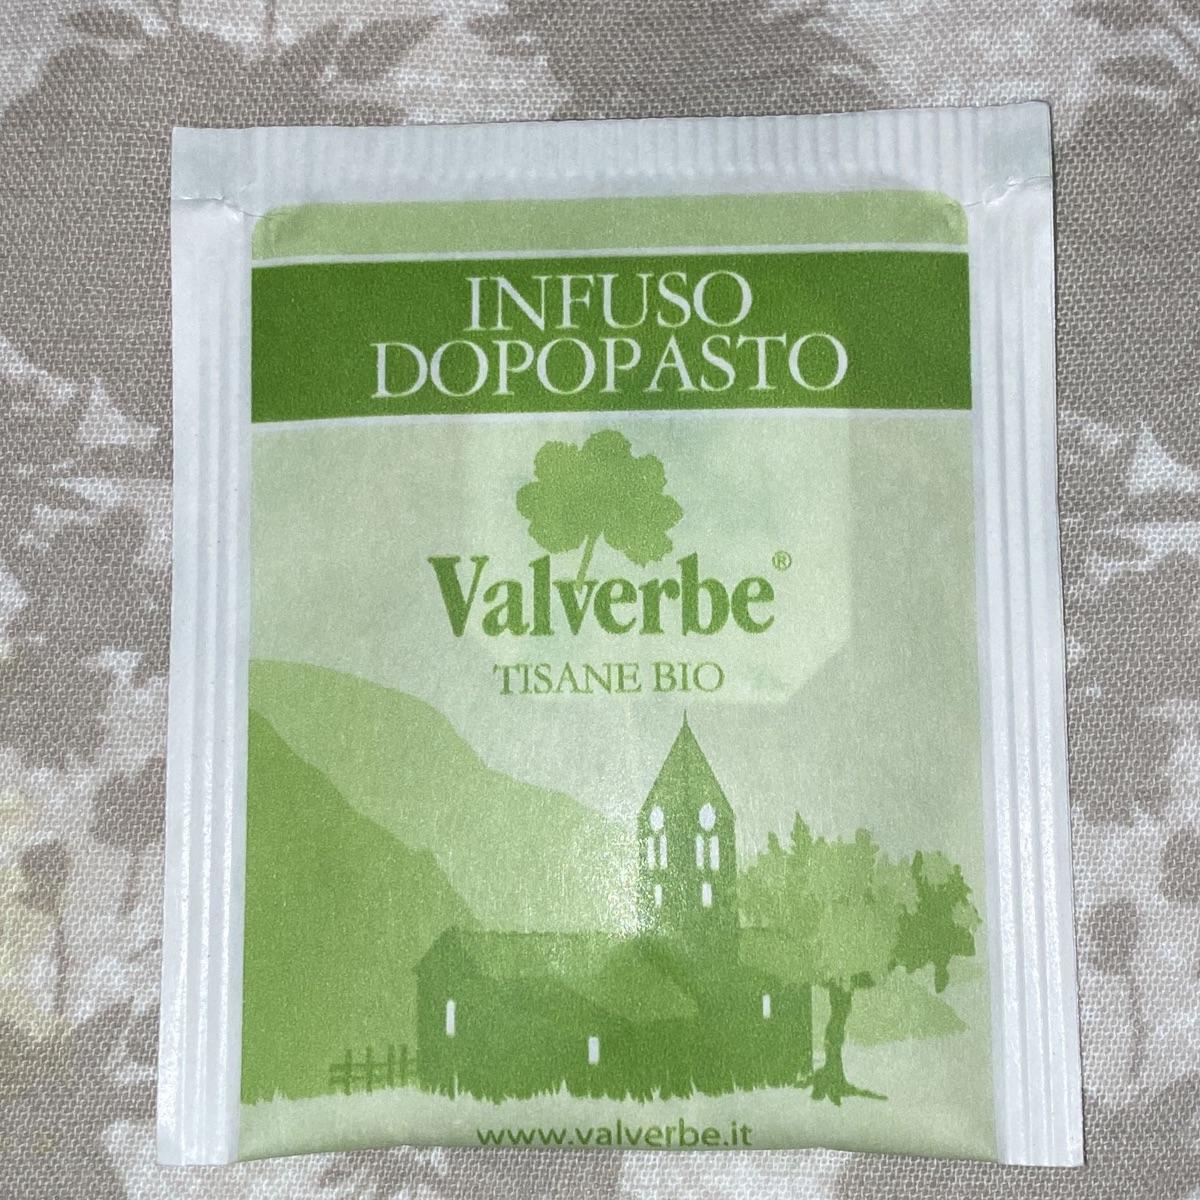 INFUSO
DOPOPASTO
Valverbe®
TISANE BIO
www.valverbe.it